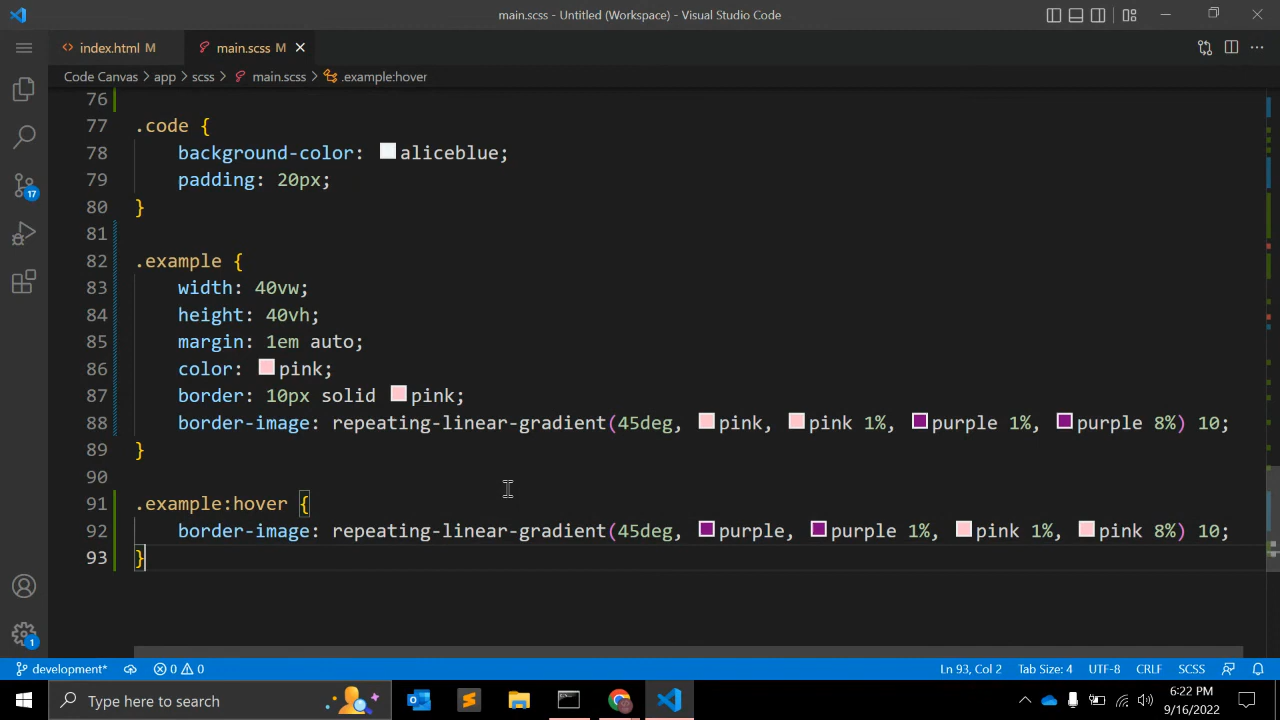 main.scss - Untitled (Workspace) - Visual Studio Code
index.html M
main.scss M
Code Canvas > app > scss > main.scss > .example:hover
76
77 .code {
78 background-color: aliceblue;
79 padding: 20px;
80 }
81
82 .example {
83 width: 40vw;
84 height: 40vh;
85 margin: 1em auto;
86 color: pink;
87 border: 10px solid pink;
88 border-image: repeating-linear-gradient(45deg, pink, pink 1%, purple 1%, purple 8%) 10;
89 }
90
91 .example:hover {
92 border-image: repeating-linear-gradient(45deg, purple, purple 1%, pink 1%, pink 8%) 10;
93 }
17
1
development* 0 0 Ln 93, Col 2 Tab Size: 4 UTF-8 CRLF SCSS
Type here to search
6:22 PM
9/16/2022